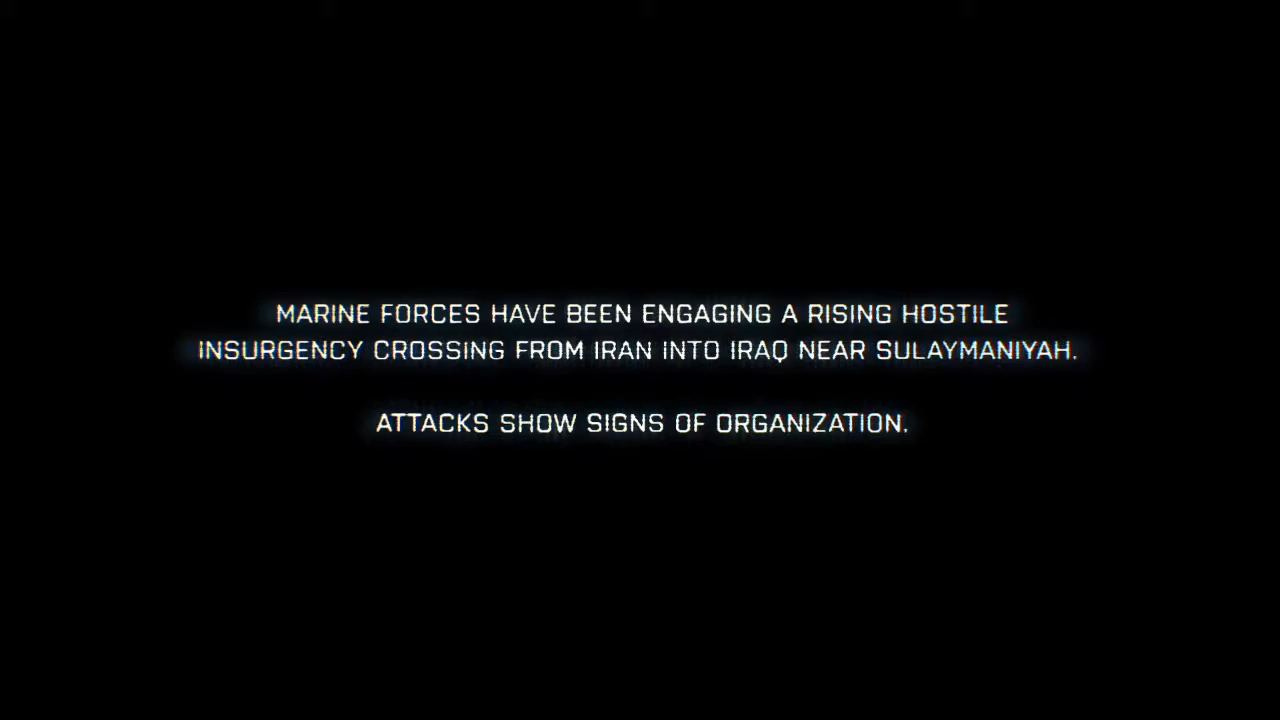 MARINE FORCES HAVE BEEN ENGAGING A RISING HOSTILE
INSURGENCY CROSSING FROM IRAN INTO IRAQ NEAR SULAYMANIYAH.
ATTACKS SHOW SIGNS OF ORGANIZATION.